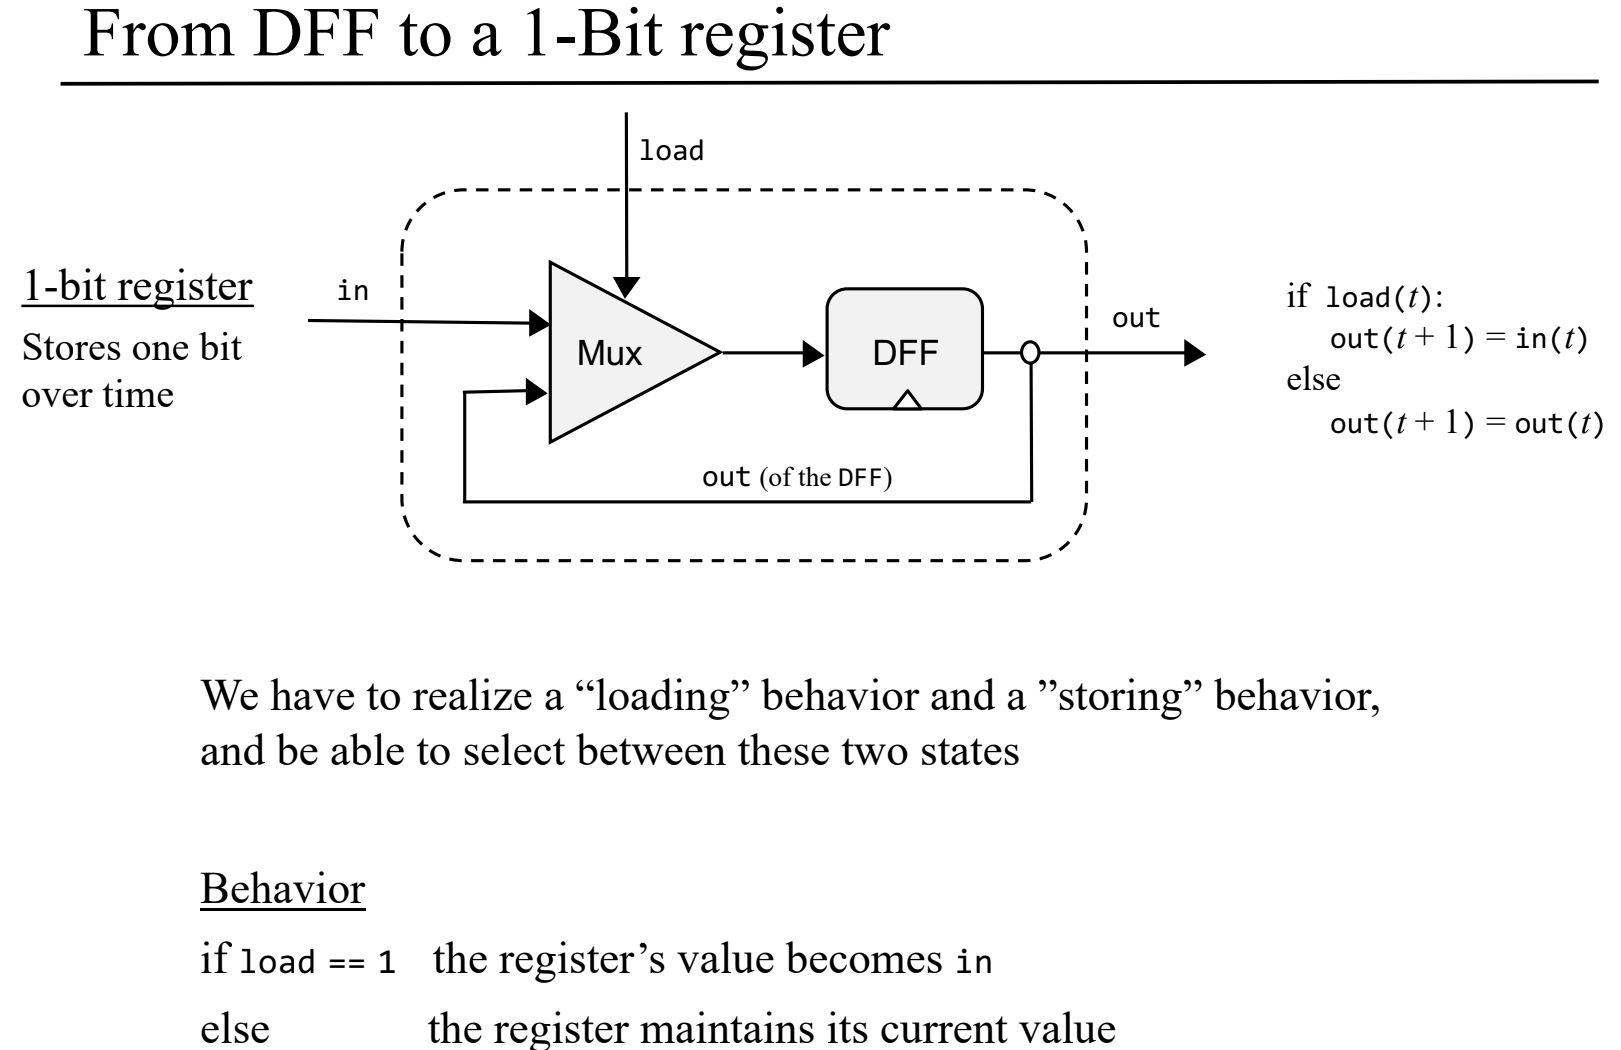 From DFF to a 1-Bit register
load
1-bit register
Stores one bit
over time
in
Mux
DFF
out
out (of the DFF)
if load(t):
out(t + 1) = in(t)
else
out(t + 1) = out(t)
We have to realize a “loading” behavior and a ”storing” behavior,
and be able to select between these two states
Behavior
if load == 1 the register’s value becomes in
else the register maintains its current value